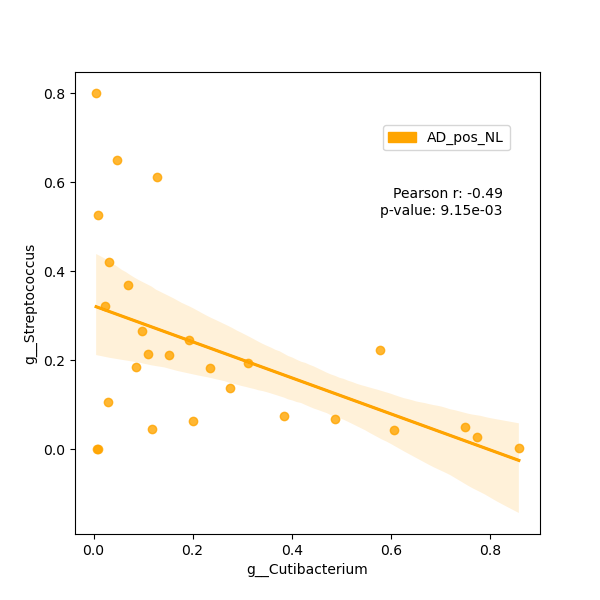 AD_pos_NL
Pearson r: -0.49
p-value: 9.15e-03
g__Streptococcus
0.8
0.6
0.4
0.2
0.0
0.0 0.2 0.4 0.6 0.8
g__Cutibacterium